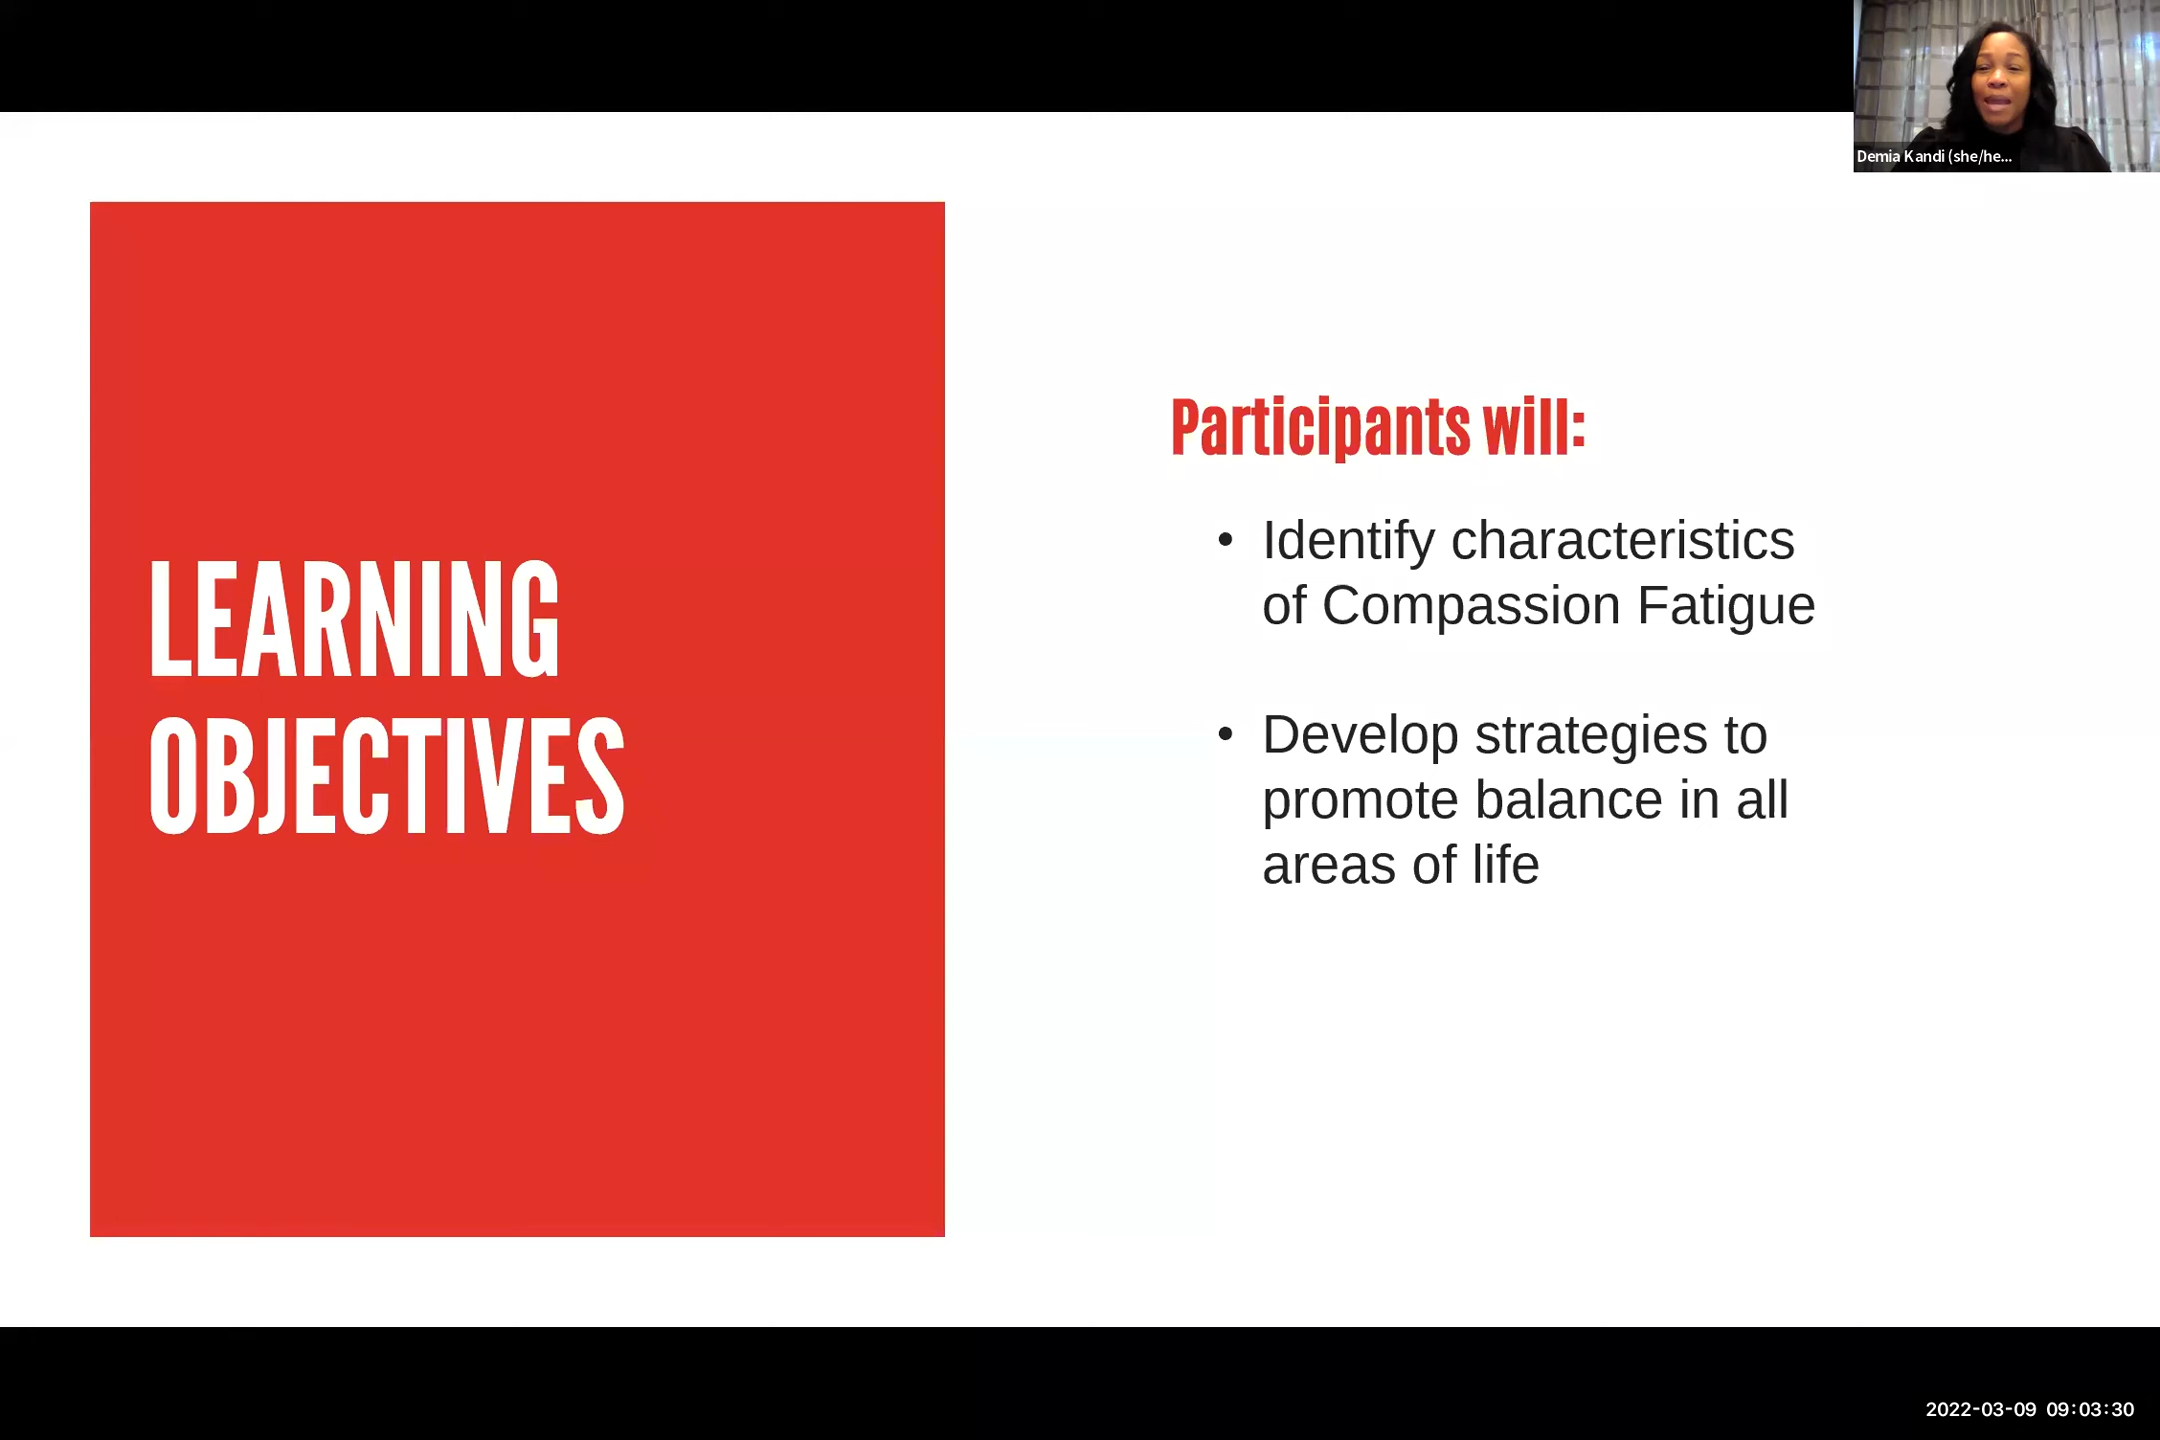 Demia Kandi (she/he...
LEARNING
OBJECTIVES
Participants will:
• Identify characteristics
of Compassion Fatigue
• Develop strategies to
promote balance in all
areas of life
2022-03-09 09:03:30